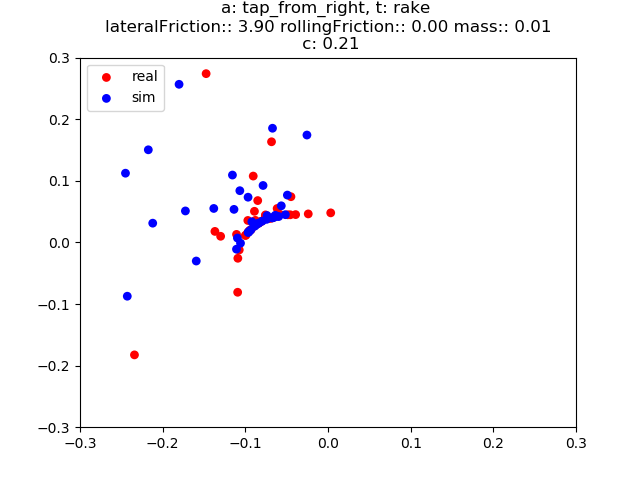 a: tap_from_right, t: rake
lateralFriction:: 3.90 rollingFriction:: 0.00 mass:: 0.01
c: 0.21
real
sim
0.3
0.2
0.1
0.0
−0.1
−0.2
−0.3
−0.3
−0.2
−0.1
0.0
0.1
0.2
0.3